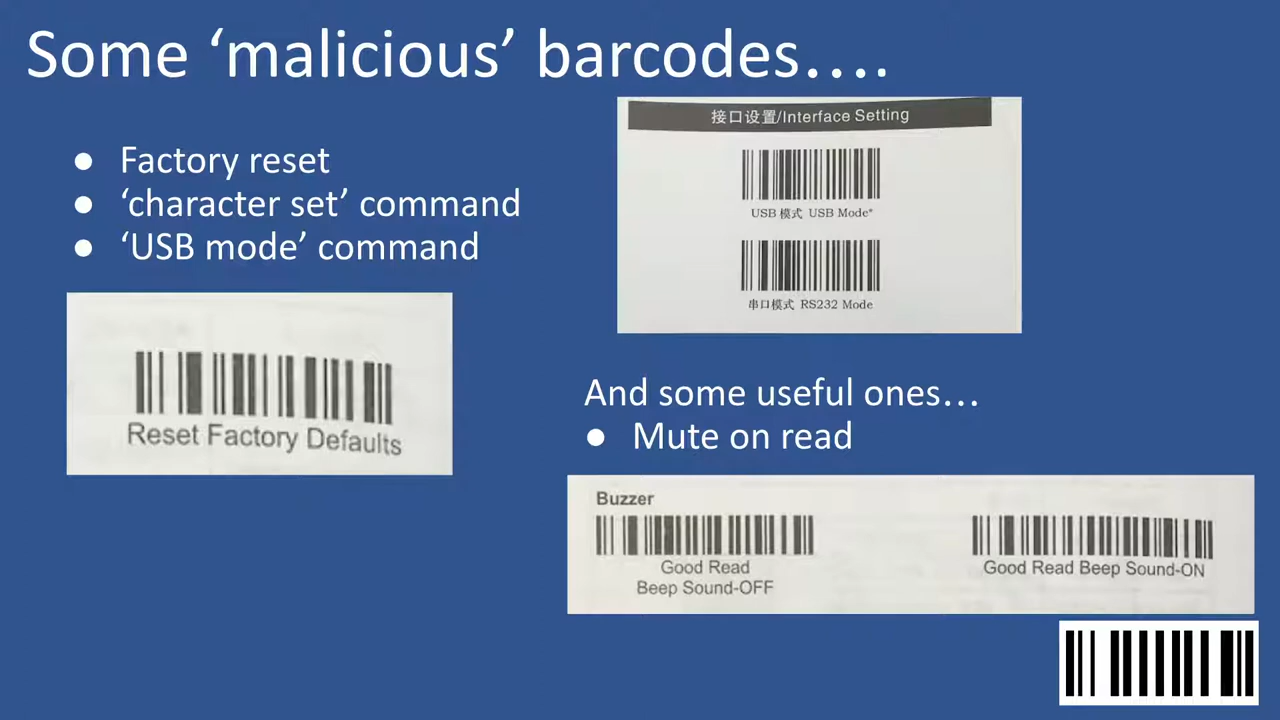 Some ‘malicious’ barcodes….
● Factory reset
● ‘character set’ command
● ‘USB mode’ command
Reset Factory Defaults
接口设置/Interface Setting
USB 模式 USB Mode*
串口模式 RS232 Mode
And some useful ones…
● Mute on read
Buzzer
Good Read
Beep Sound-OFF
Good Read Beep Sound-ON